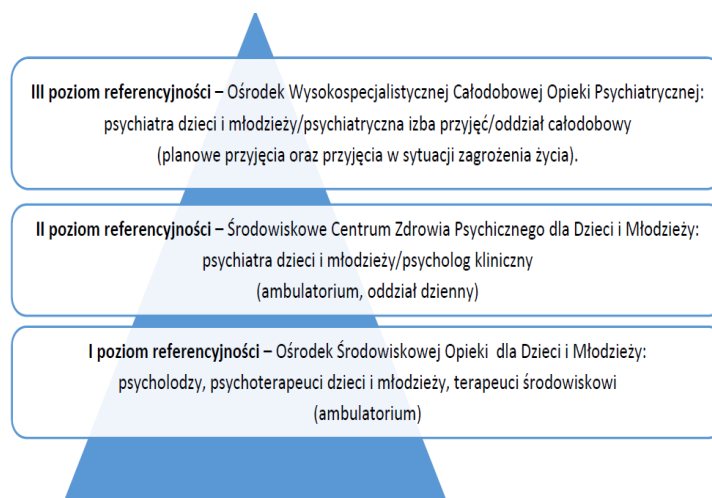 III poziom referencyjności – Ośrodek Wysokospecjalistycznej Całodobowej Opieki Psychiatrycznej:
psychiatra dzieci i młodzieży/psychiatryczna izba przyjęć/oddział całodobowy
(planowe przyjęcia oraz przyjęcia w sytuacji zagrożenia życia).
II poziom referencyjności – Środowiskowe Centrum Zdrowia Psychicznego dla Dzieci i Młodzieży:
psychiatra dzieci i młodzieży/psycholog kliniczny
(ambulatorium, oddział dzienny)
I poziom referencyjności – Ośrodek Środowiskowej Opieki dla Dzieci i Młodzieży:
psycholodzy, psychoterapeuci dzieci i młodzieży, terapeuci środowiskowi
(ambulatorium)